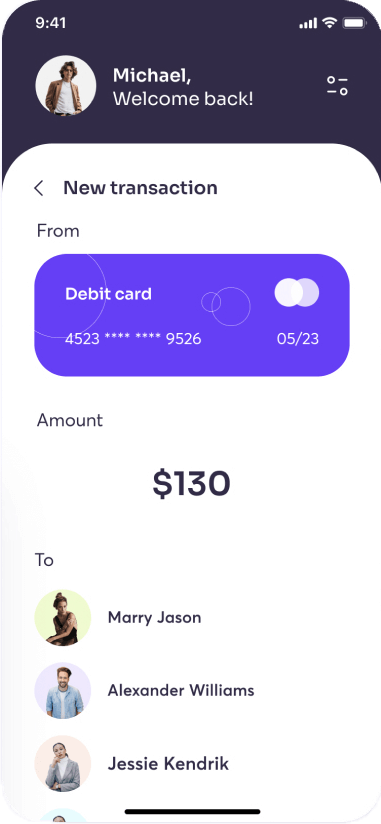 9:41
Michael,
Welcome back!
New transaction
From
Debit card
4523 **** **** 9526 05/23
Amount
$130
To
Marry Jason
Alexander Williams
Jessie Kendrik